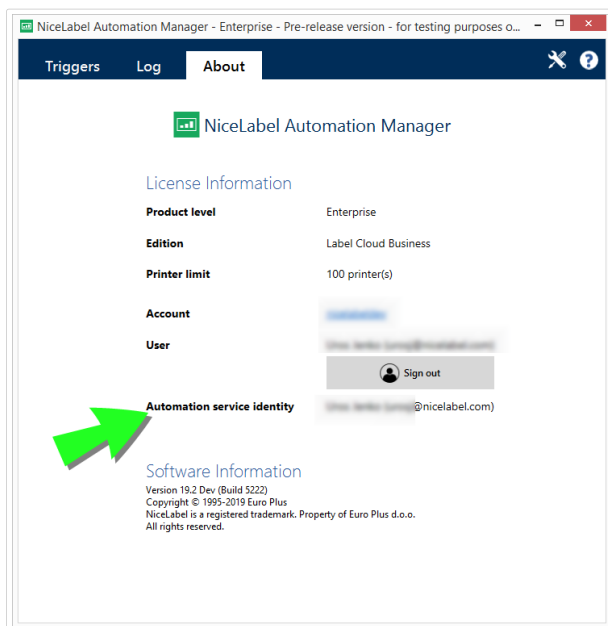 NiceLabel Automation Manager - Enterprise - Pre-release version - for testing purposes o...
Triggers Log About
NiceLabel Automation Manager
License Information
Product level Enterprise
Edition Label Cloud Business
Printer limit 100 printer(s)
Account
User
Sign out
Automation service identity @nicelabel.com)
Software Information
Version 19.2 Dev (Build 5222)
Copyright © 1995-2019 Euro Plus
NiceLabel is a registered trademark. Property of Euro Plus d.o.o.
All rights reserved.